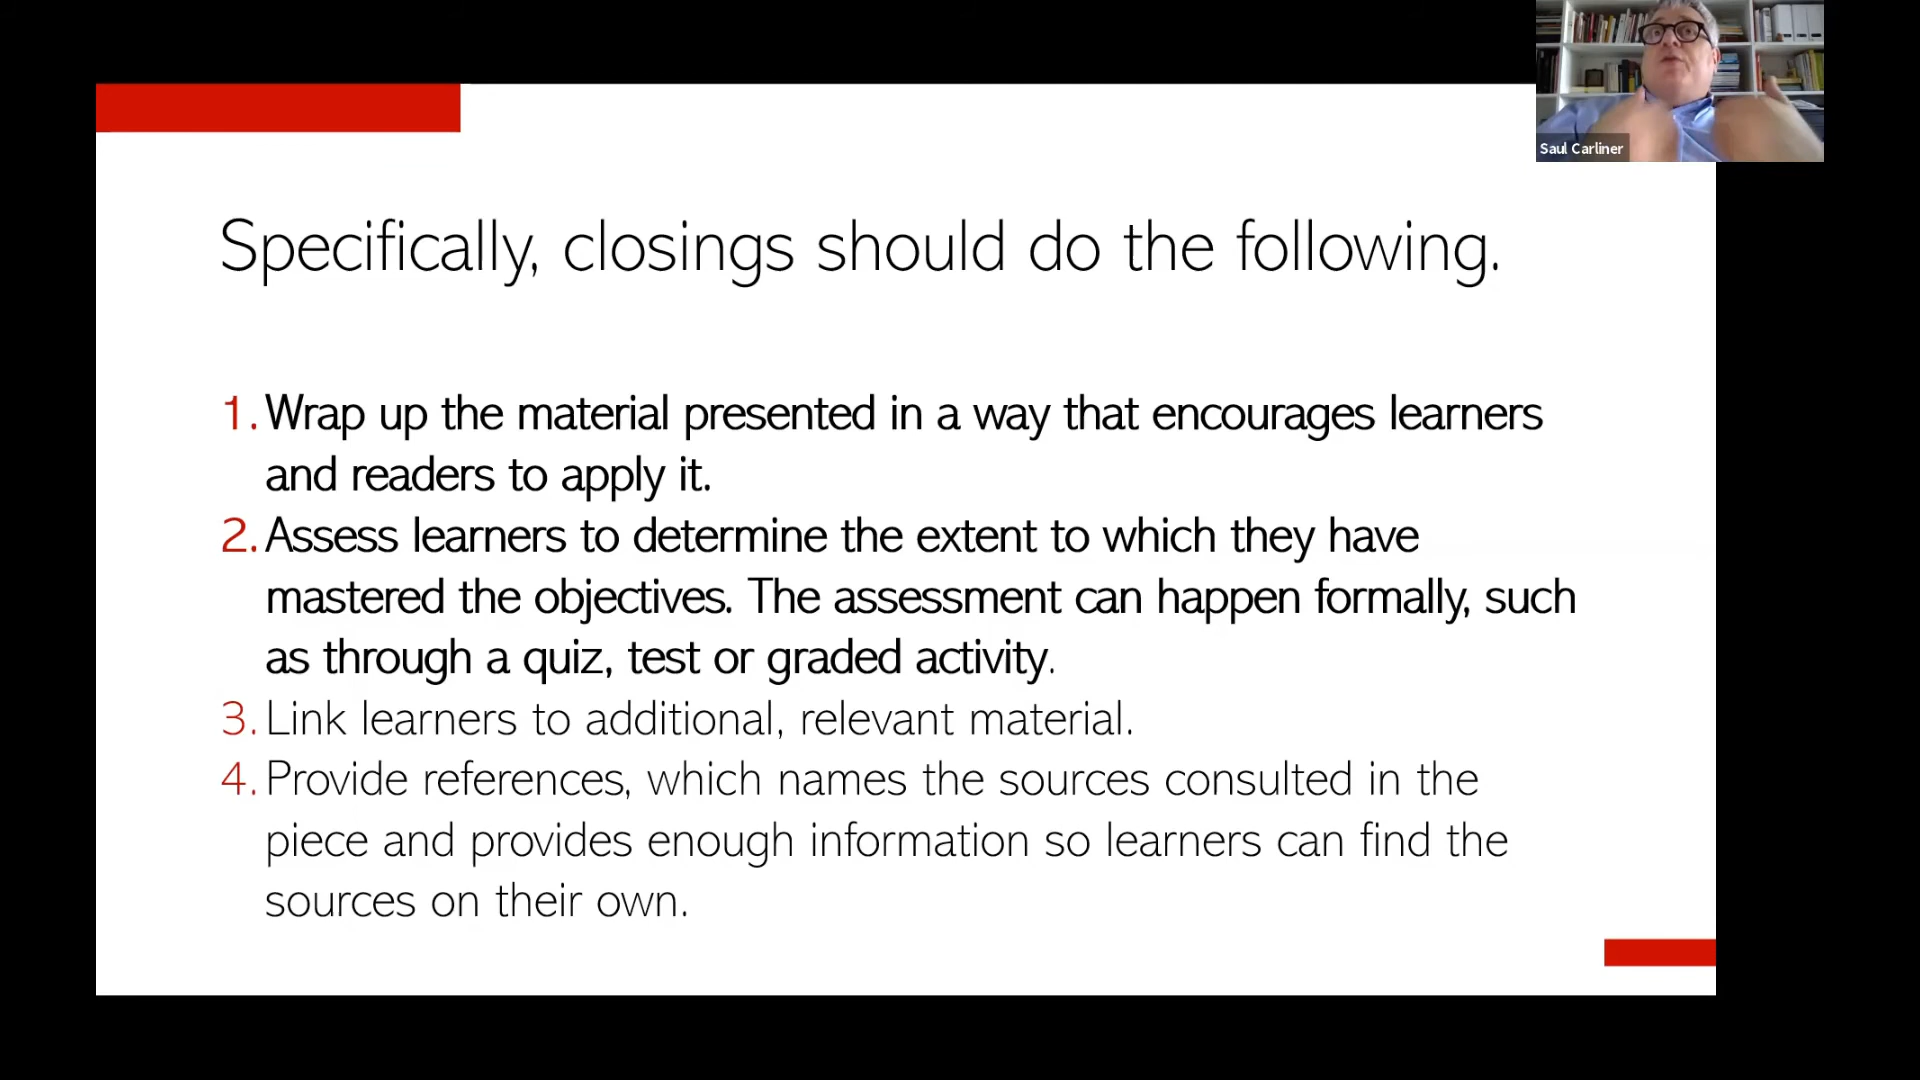 Saul Carliner
Specifically, closings should do the following.
1. Wrap up the material presented in a way that encourages learners
and readers to apply it.
2. Assess learners to determine the extent to which they have
mastered the objectives. The assessment can happen formally, such
as through a quiz, test or graded activity.
3. Link learners to additional, relevant material.
4. Provide references, which names the sources consulted in the
piece and provides enough information so learners can find the
sources on their own.